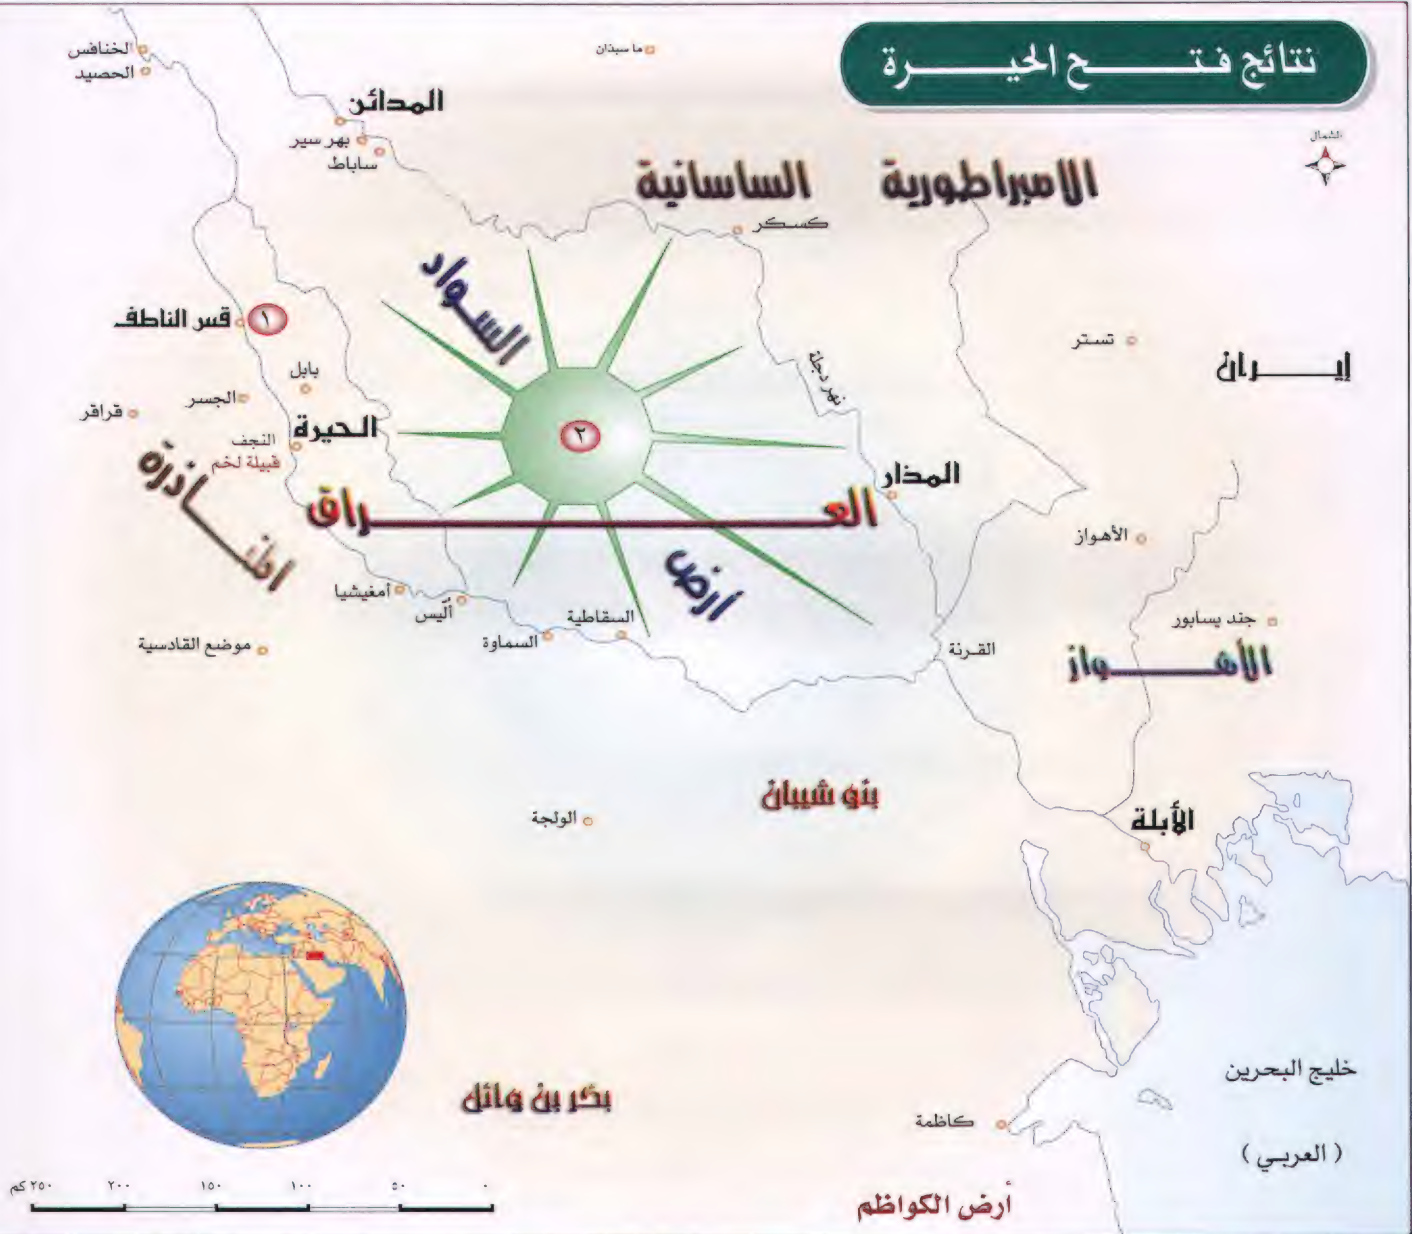 نتائج فتح الحيرة
الشمال
الخنافس
الحصيد
ما سبذان
المدائن
بهر سير
ساباط
الامبراطورية الساسانية
كسكر
السواد
١
قس الناطف
تستر
إيران
نهر دجلة
بابل
الجسر
قراقر
الحيرة
النجف
قبيلة لخم
٢
المناذرة
المذار
العراق
الأهواز
أرض
أمغيشيا
أليس
السقاطية
السماوة
جند يسابور
موضع القادسية
القرنة
الأهواز
بنو شيبان
الولجة
الأبلة
خليج البحرين
(العربي)
بكر بن وائل
كاظمة
أرض الكواظم
٠ ٥٠ ١٠٠ ١٥٠ ٢٠٠ ٢٥٠ كم